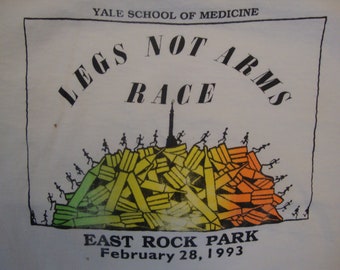 YALE SCHOOL OF MEDICINE
LEGS NOT ARMS
RACE
EAST ROCK PARK
February 28, 1993